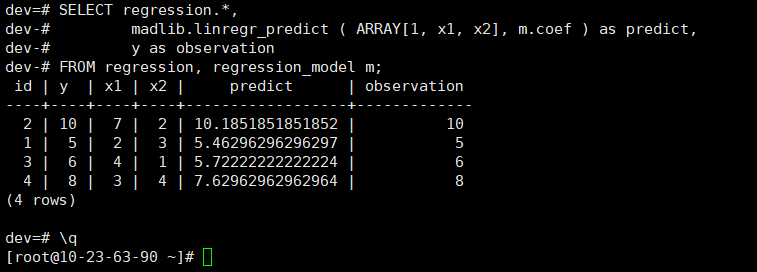 dev=# SELECT regression.*,
dev-#         madlib.linregr_predict ( ARRAY[1, x1, x2], m.coef ) as predict,
dev-#         y as observation
dev-# FROM regression, regression_model m;
 id | y  | x1 | x2 |     predict      | observation
----+----+----+----+------------------+-------------
  2 | 10 |  7 |  2 | 10.1851851851852 |          10
  1 |  5 |  2 |  3 | 5.46296296296297 |           5
  3 |  6 |  4 |  1 | 5.72222222222224 |           6
  4 |  8 |  3 |  4 | 7.62962962962964 |           8
(4 rows)

dev=# \q
[root@10-23-63-90 ~]#